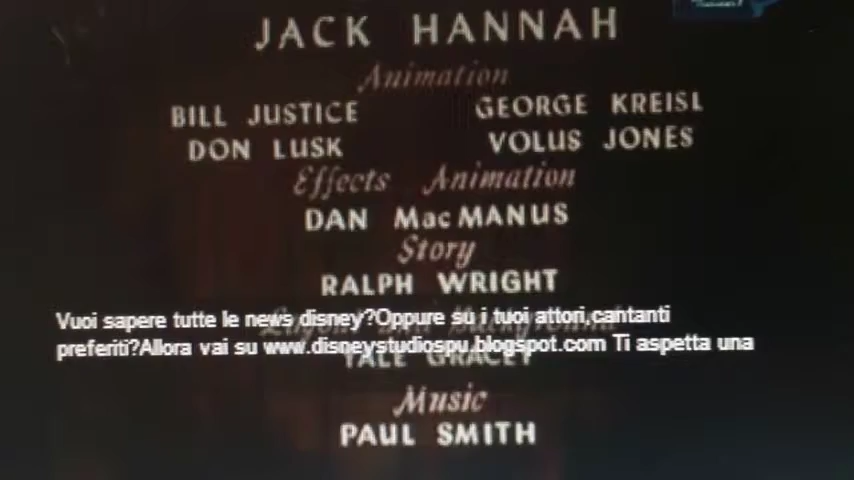 JACK HANNAH
Animation
BILL JUSTICE GEORGE KREISL
DON LUSK VOLUS JONES
Effects Animation
DAN MacMANUS
Story
RALPH WRIGHT
Vuoi sapere tutte le news disney?Oppure su i tuoi attori,cantanti
preferiti?Allora vai su www.disneystudiospu.blogspot.com Ti aspetta una
YALE GRACEY
Music
PAUL SMITH